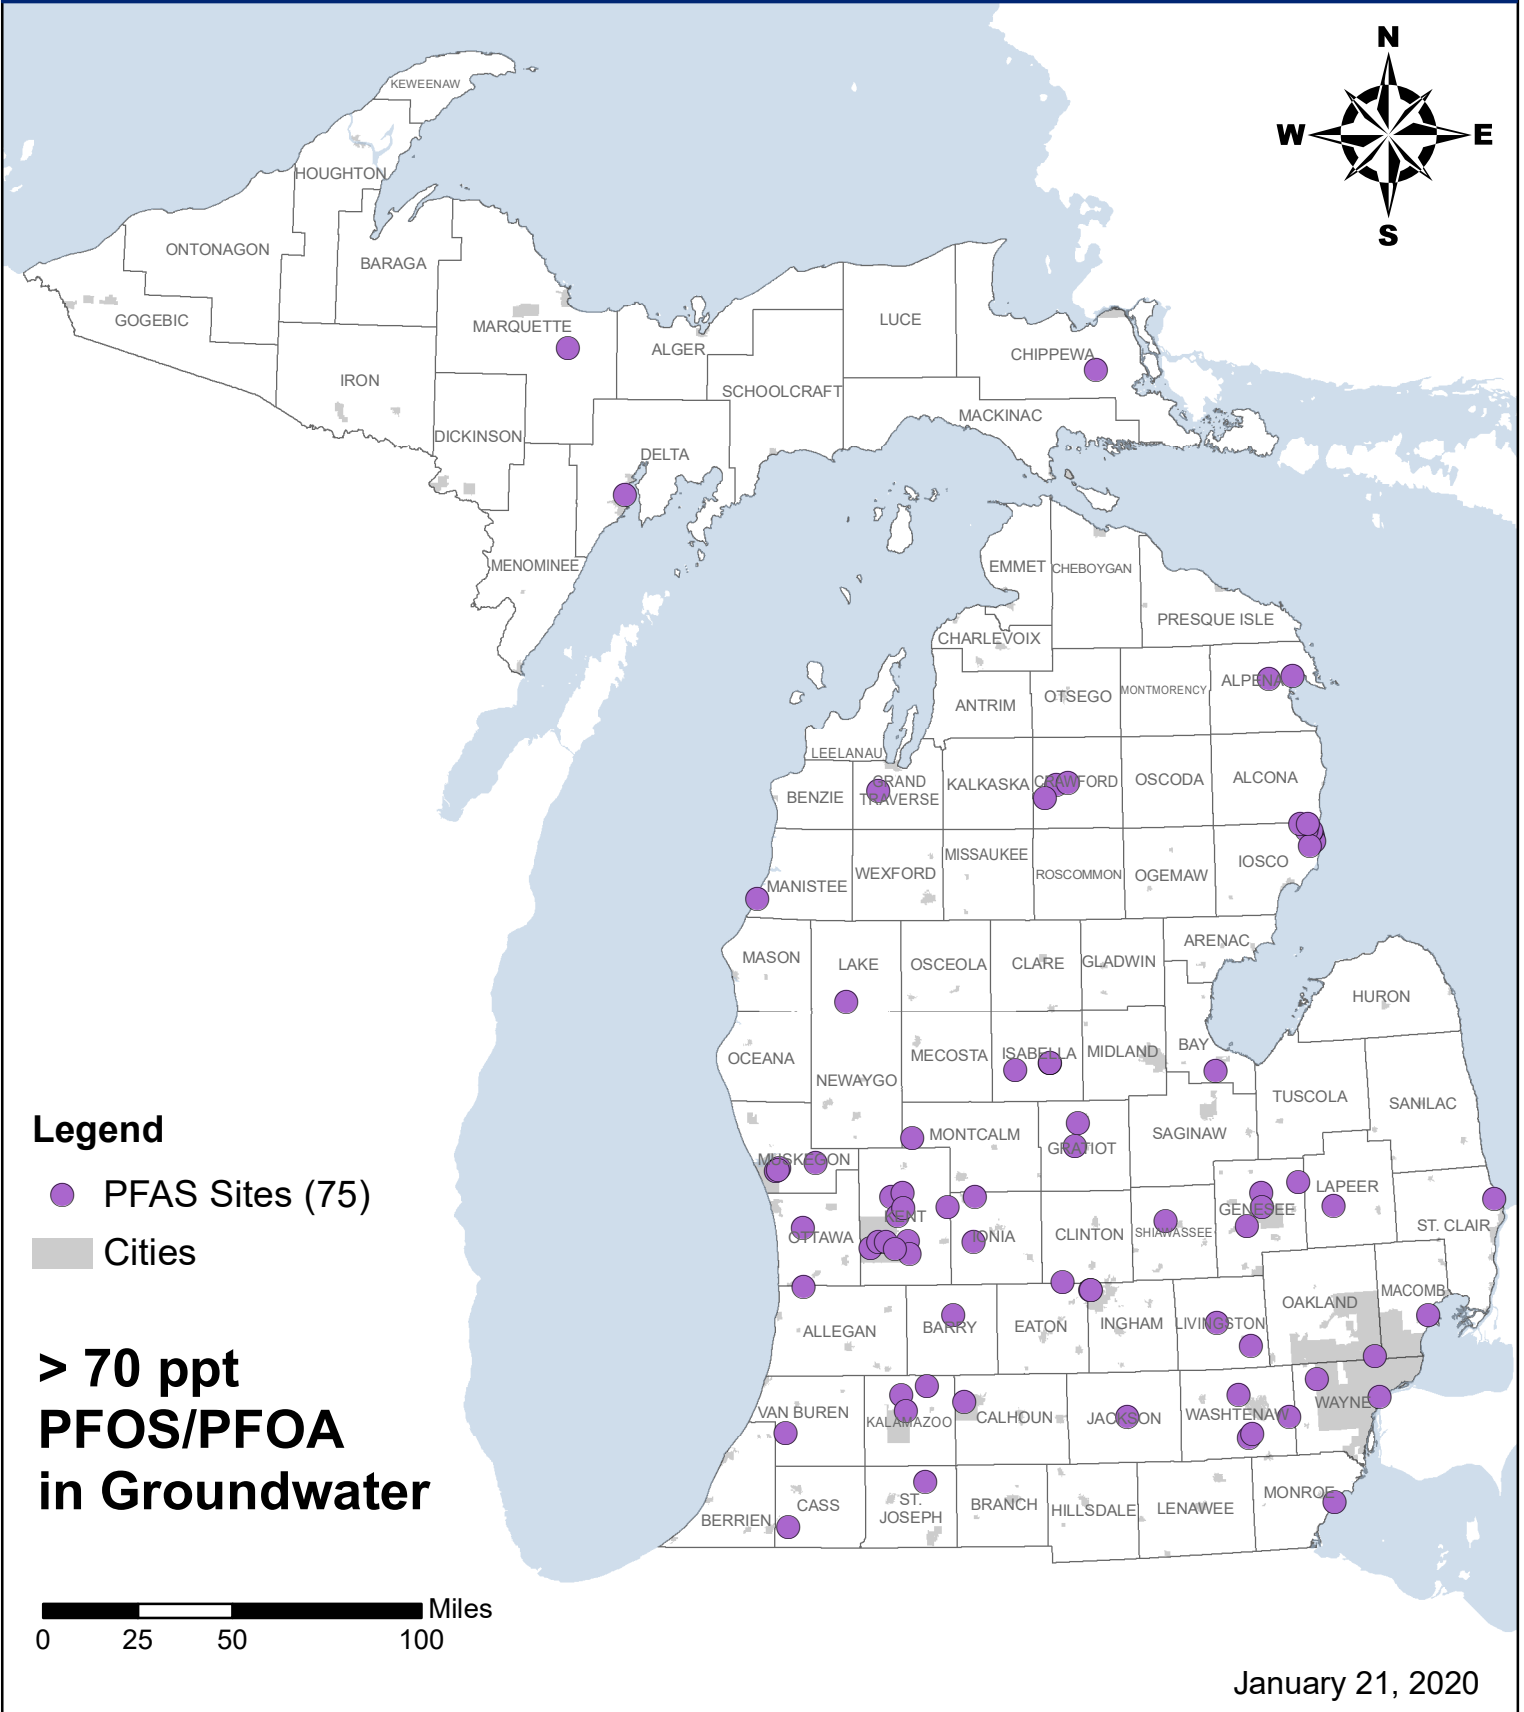 N
W
E
S
KEWEENAW
HOUGHTON
ONTONAGON
BARAGA
GOGEBIC
MARQUETTE
LUCE
ALGER
CHIPPEWA
IRON
SCHOOLCRAFT
MACKINAC
DICKINSON
DELTA
MENOMINEE
EMMET
CHEBOYGAN
PRESQUE ISLE
CHARLEVOIX
ALPENA
MONTMORENCY
OTSEGO
ANTRIM
LEELANAU
GRAND
TRAVERSE
KALKASKA
CRAWFORD
OSCODA
ALCONA
BENZIE
MISSAUKEE
IOSCO
WEXFORD
ROSCOMMON
OGEMAW
MANISTEE
ARENAC
MASON
LAKE
OSCEOLA
CLARE
GLADWIN
HURON
BAY
OCEANA
MECOSTA
ISABELLA
MIDLAND
NEWAYGO
TUSCOLA
SANILAC
MONTCALM
SAGINAW
GRATIOT
MUSKEGON
LAPEER
GENESEE
KENT
ST. CLAIR
OTTAWA
IONIA
CLINTON
SHIAWASSEE
MACOMB
OAKLAND
ALLEGAN
BARRY
EATON
INGHAM
LIVINGSTON
WAYNE
VAN BUREN
KALAMAZOO
CALHOUN
JACKSON
WASHTENAW
MONROE
BERRIEN
CASS
ST.
JOSEPH
BRANCH
HILLSDALE
LENAWEE
Legend
PFAS Sites (75)
Cities
> 70 ppt
PFOS/PFOA
in Groundwater
Miles
0 25 50 100
January 21, 2020